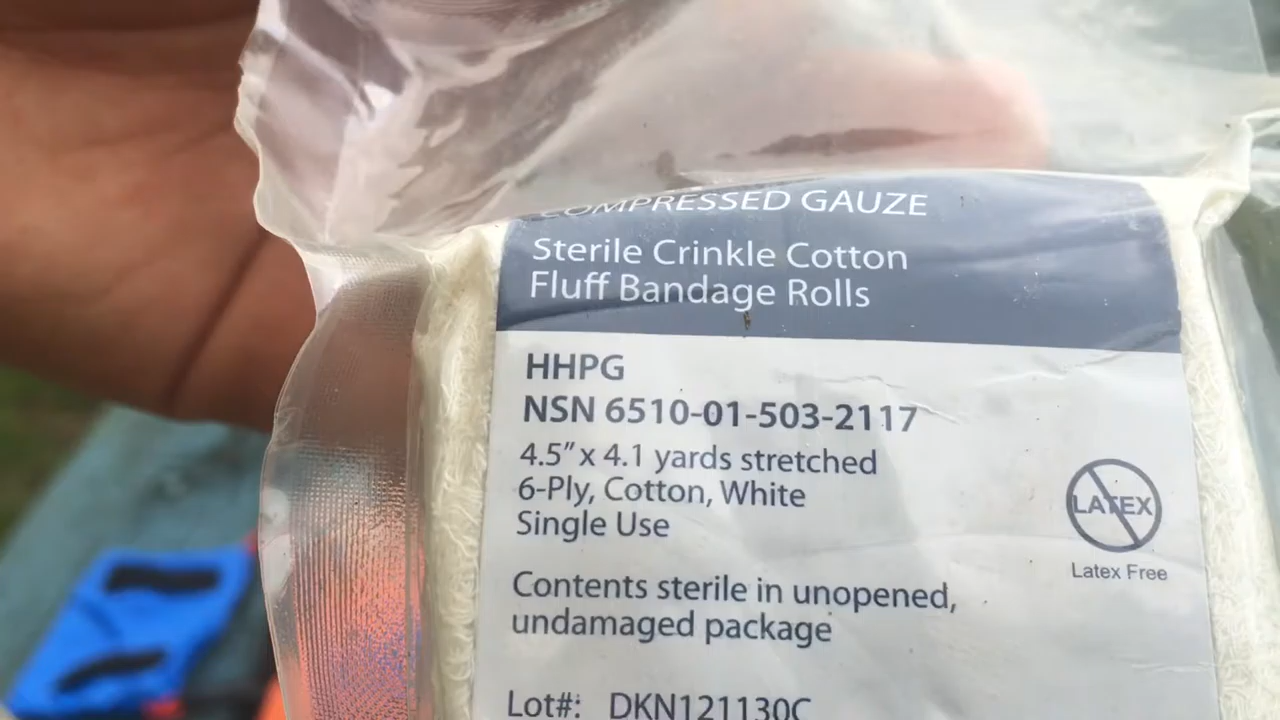 COMPRESSED GAUZE
Sterile Crinkle Cotton
Fluff Bandage Rolls
HHPG
NSN 6510-01-503-2117
4.5” x 4.1 yards stretched
6-Ply, Cotton, White
Single Use
LATEX
Latex Free
Contents sterile in unopened,
undamaged package
Lot#: DKN121130C